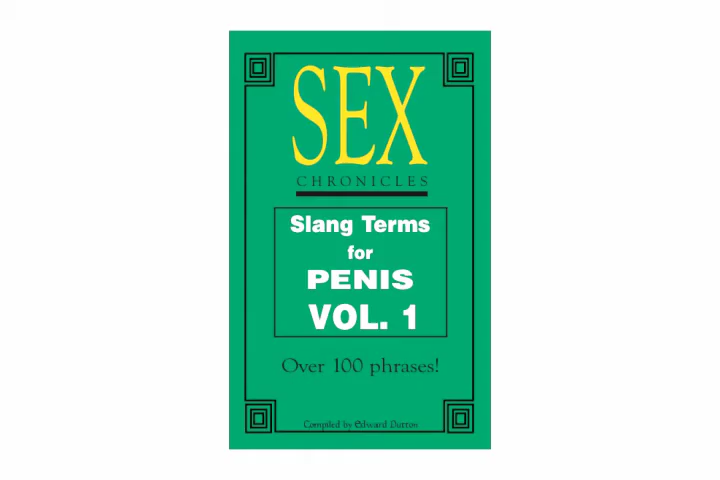 SEX
CHRONICLES
Slang Terms
for
PENIS
VOL. 1
Over 100 phrases!
Compiled by Edward Dutton